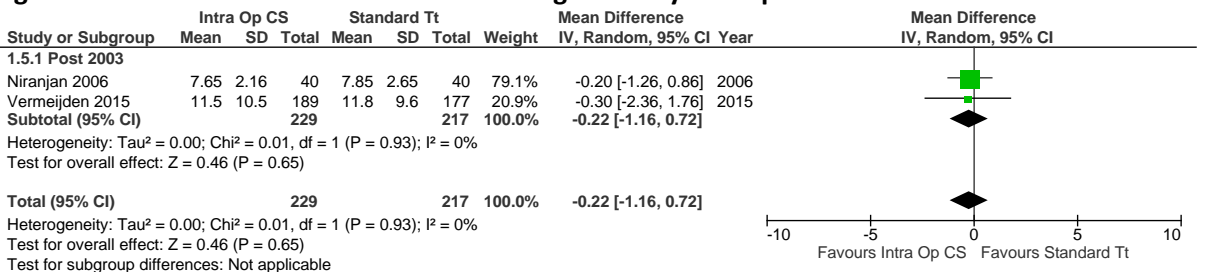 Intra Op CS Standard Tt Mean Difference Mean Difference
Study or Subgroup Mean SD Total Mean SD Total Weight IV, Random, 95% CI Year IV, Random, 95% CI
1.5.1 Post 2003
Niranjan 2006 7.65 2.16 40 7.85 2.65 40 79.1% -0.20 [-1.26, 0.86] 2006
Vermeijden 2015 11.5 10.5 189 11.8 9.6 177 20.9% -0.30 [-2.36, 1.76] 2015
Subtotal (95% CI) 229 217 100.0% -0.22 [-1.16, 0.72]
Heterogeneity: Tau² = 0.00; Chi² = 0.01, df = 1 (P = 0.93); I² = 0%
Test for overall effect: Z = 0.46 (P = 0.65)
Total (95% CI) 229 217 100.0% -0.22 [-1.16, 0.72]
Heterogeneity: Tau² = 0.00; Chi² = 0.01, df = 1 (P = 0.93); I² = 0%
Test for overall effect: Z = 0.46 (P = 0.65)
Test for subgroup differences: Not applicable
-10 -5 0 5 10
Favours Intra Op CS Favours Standard Tt